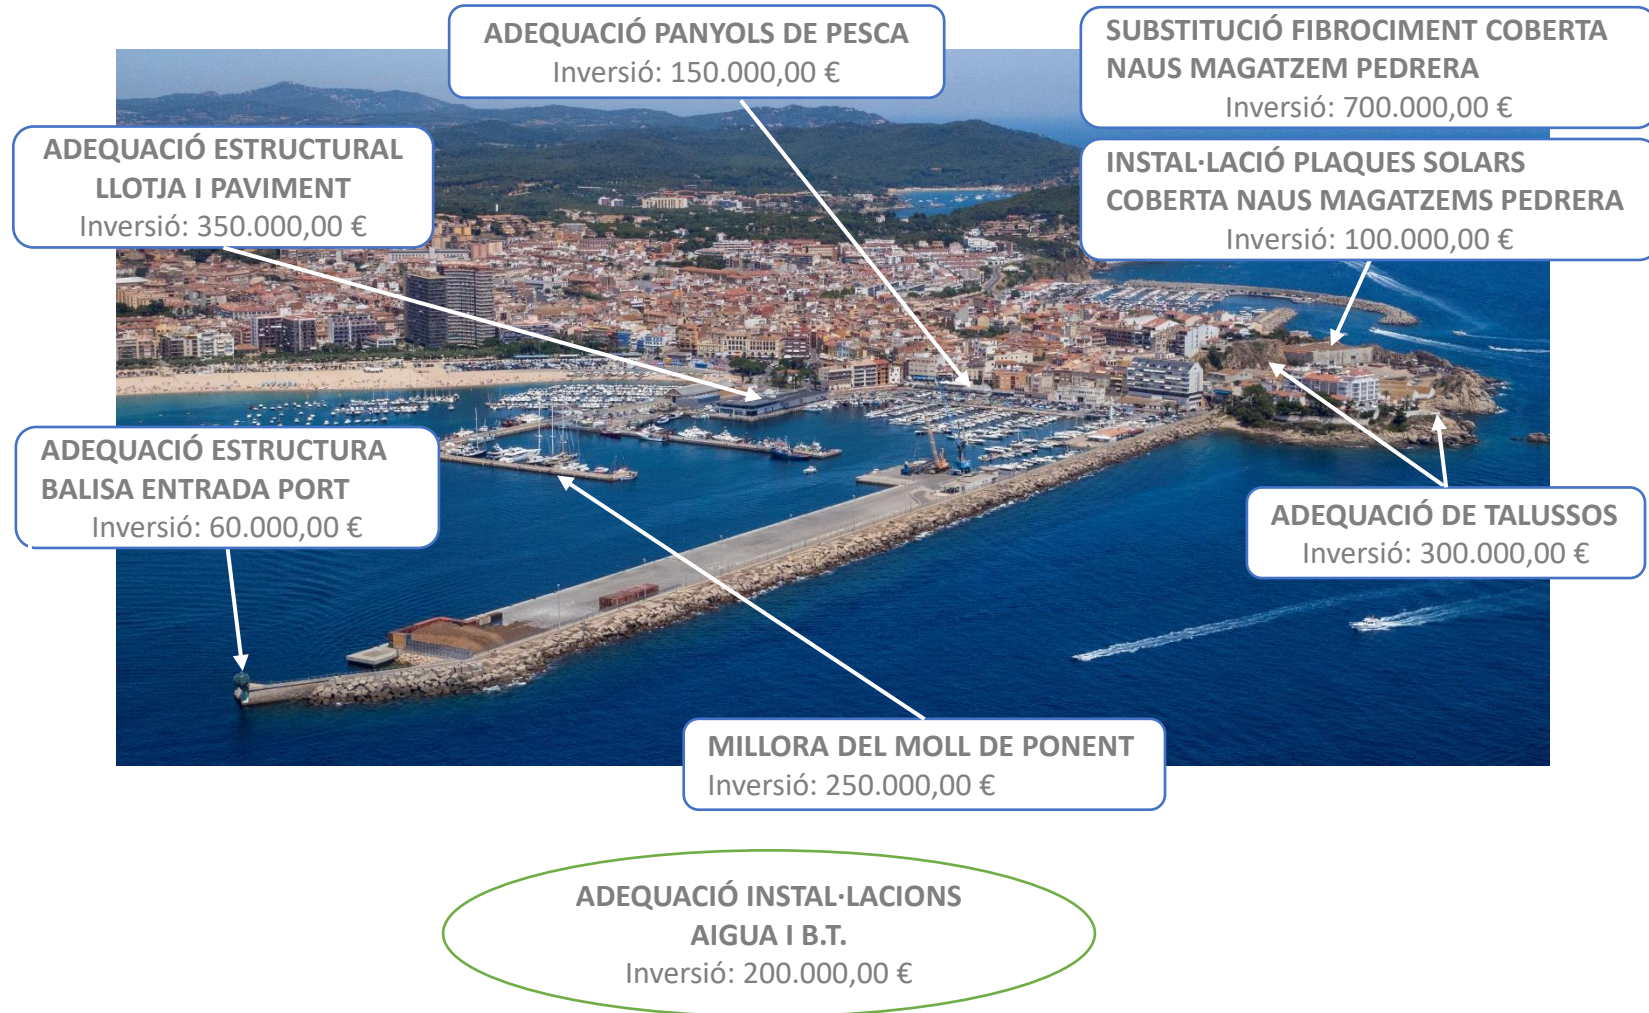 ADEQUACIÓ PANYOLS DE PESCA
Inversió: 150.000,00 €
SUBSTITUCIÓ FIBROCIMENT COBERTA
NAUS MAGATZEM PEDRERA
Inversió: 700.000,00 €
ADEQUACIÓ ESTRUCTURAL
LLOTJA I PAVIMENT
Inversió: 350.000,00 €
INSTAL·LACIÓ PLAQUES SOLARS
COBERTA NAUS MAGATZEMS PEDRERA
Inversió: 100.000,00 €
ADEQUACIÓ ESTRUCTURA
BALISA ENTRADA PORT
Inversió: 60.000,00 €
ADEQUACIÓ DE TALUSSOS
Inversió: 300.000,00 €
MILLORA DEL MOLL DE PONENT
Inversió: 250.000,00 €
ADEQUACIÓ INSTAL·LACIONS
AIGUA I B.T.
Inversió: 200.000,00 €